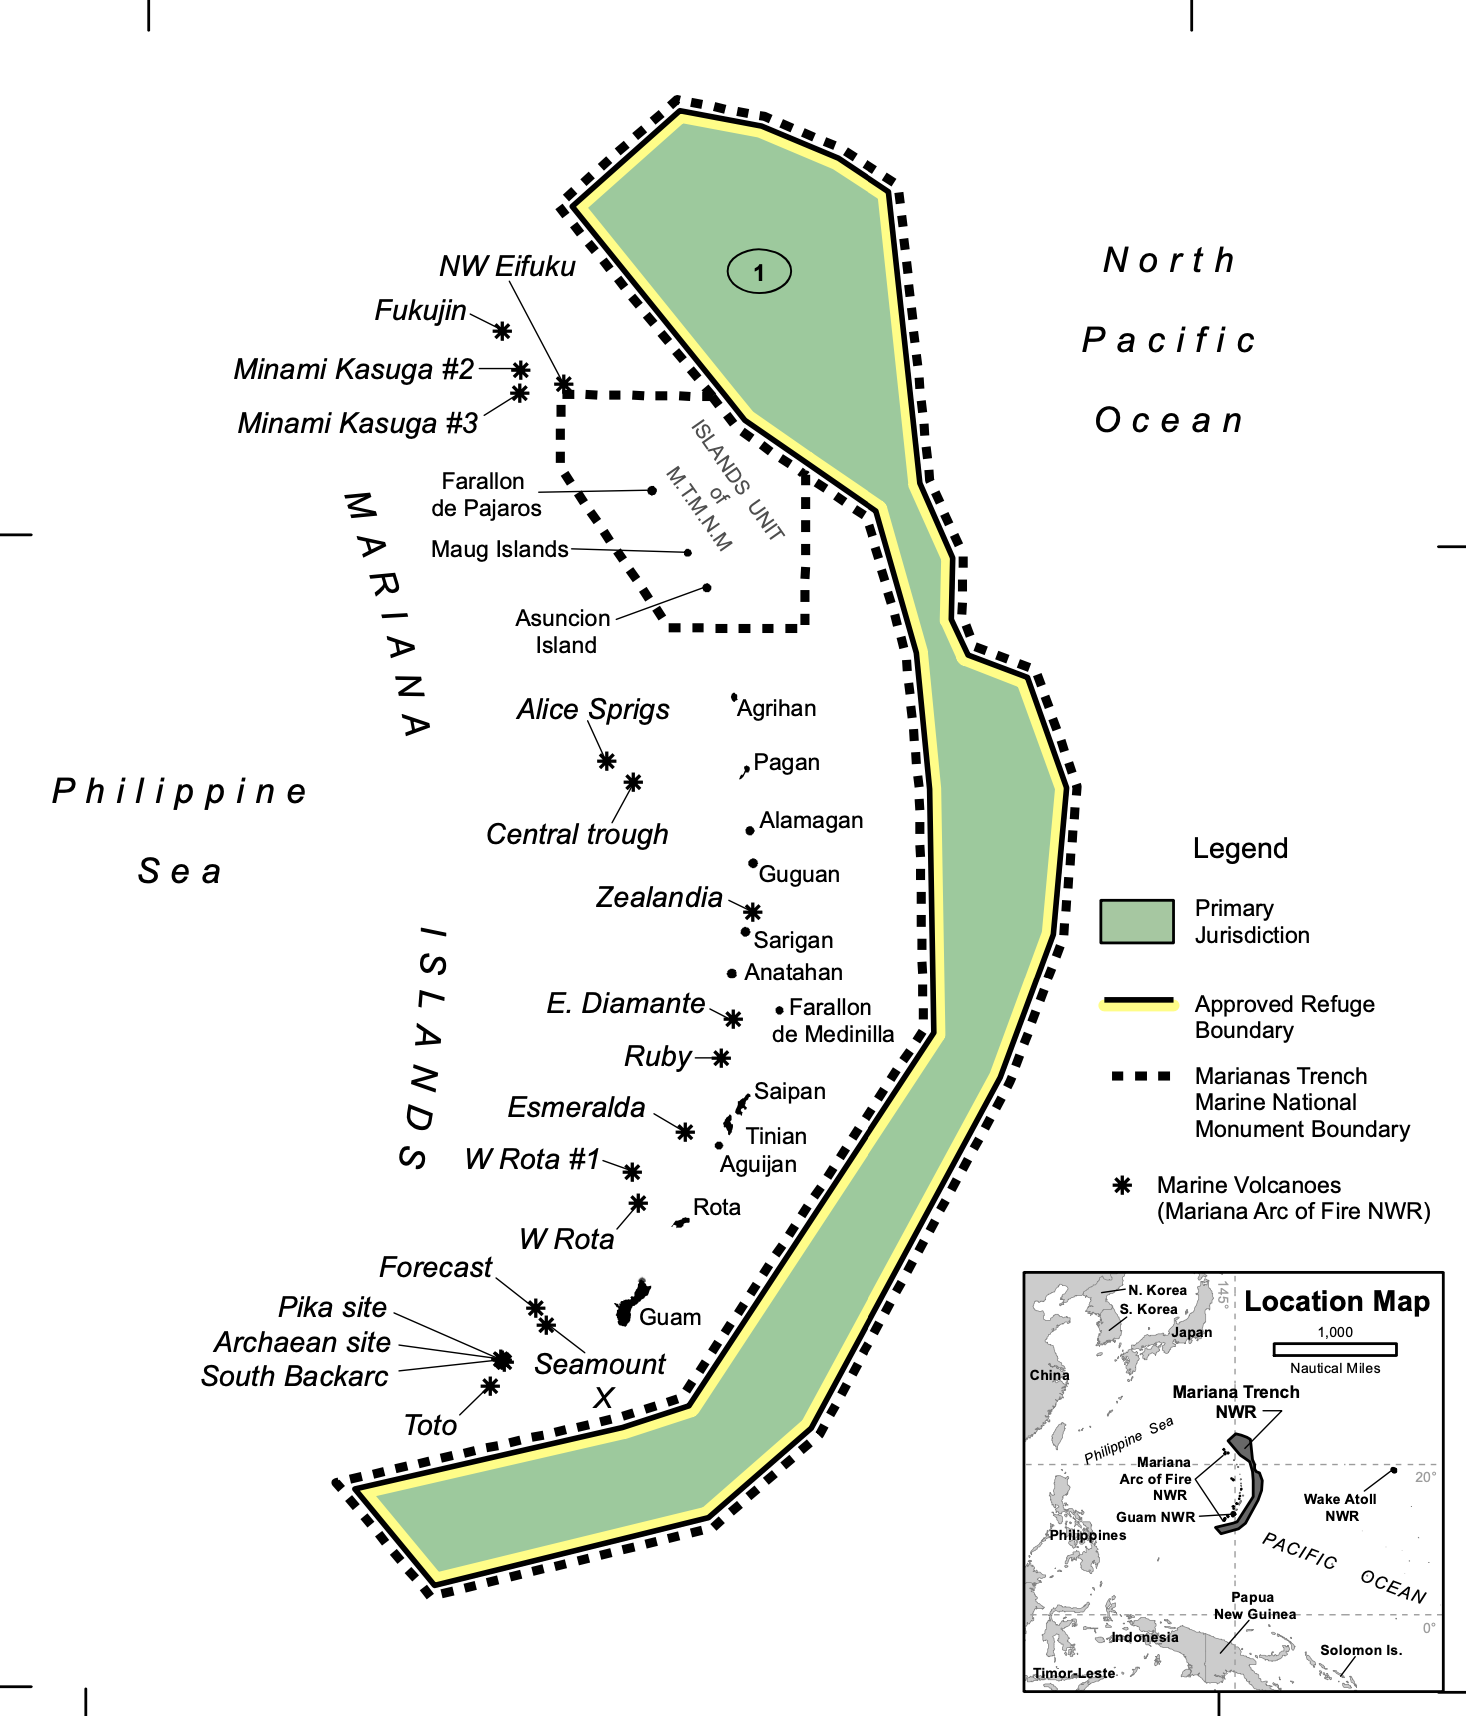 1
North
Pacific
Ocean
NW Eifuku
Fukujin
Minami Kasuga #2
Minami Kasuga #3
ISLANDS UNIT
of
M.T.M.N.M
Farallon
de Pajaros
Maug Islands
Asuncion
Island
MARIANA
ISLANDS
Philippine
Sea
Alice Sprigs
Agrihan
Pagan
Central trough
Alamagan
Guguan
Zealandia
Sarigan
Anatahan
E. Diamante
Farallon
de Medinilla
Ruby
Saipan
Esmeralda
Tinian
Aguijan
W Rota #1
Rota
W Rota
Forecast
Pika site
Guam
Archaean site
Seamount
X
South Backarc
Toto
Legend
Primary
Jurisdiction
Approved Refuge
Boundary
Marianas Trench
Marine National
Monument Boundary
Marine Volcanoes
(Mariana Arc of Fire NWR)
Location Map
1,000
Nautical Miles
145°
N. Korea
S. Korea
Japan
China
Mariana Trench
NWR
Philippine Sea
Mariana
Arc of Fire
NWR
20°
Wake Atoll
NWR
Guam NWR
Philippines
PACIFIC OCEAN
Papua
New Guinea
0°
Indonesia
Solomon Is.
Timor-Leste